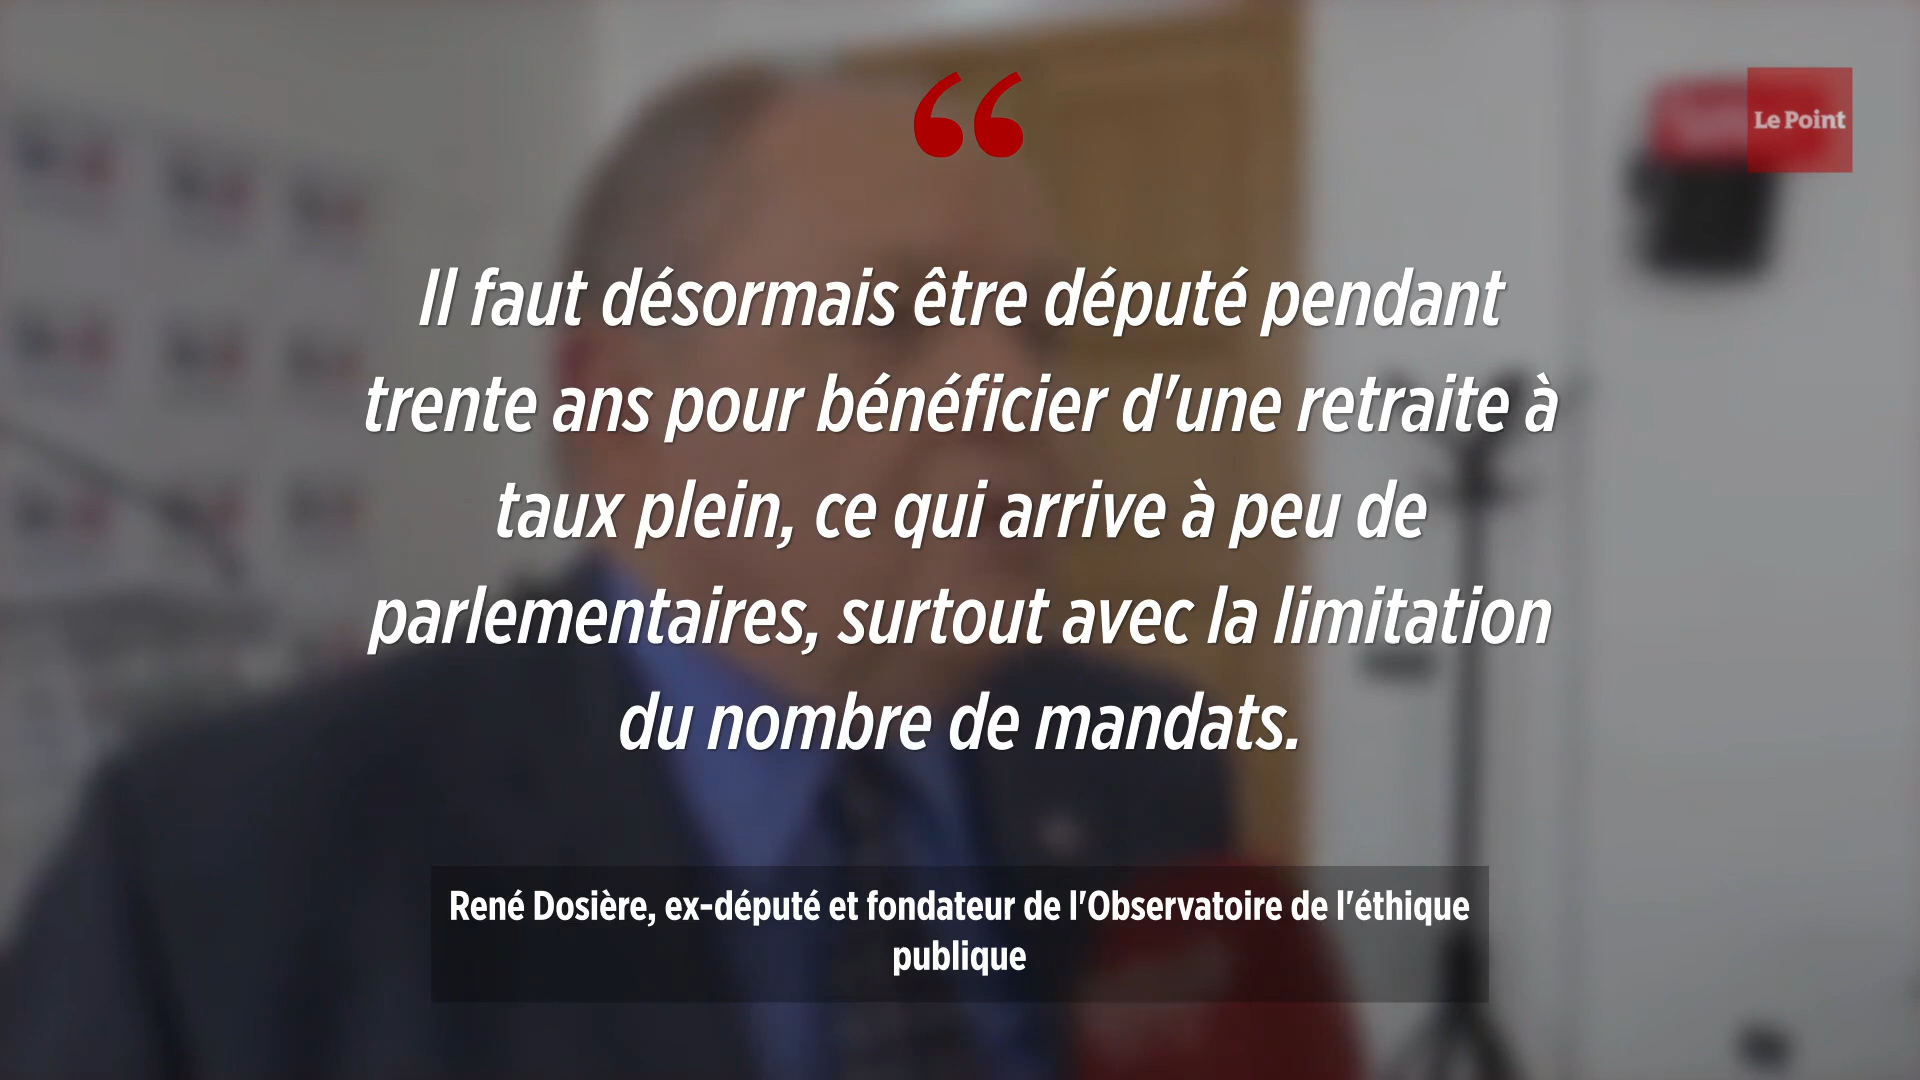 “
Le Point
Il faut désormais être député pendant
trente ans pour bénéficier d'une retraite à
taux plein, ce qui arrive à peu de
parlementaires, surtout avec la limitation
du nombre de mandats.
René Dosière, ex-député et fondateur de l'Observatoire de l'éthique
publique